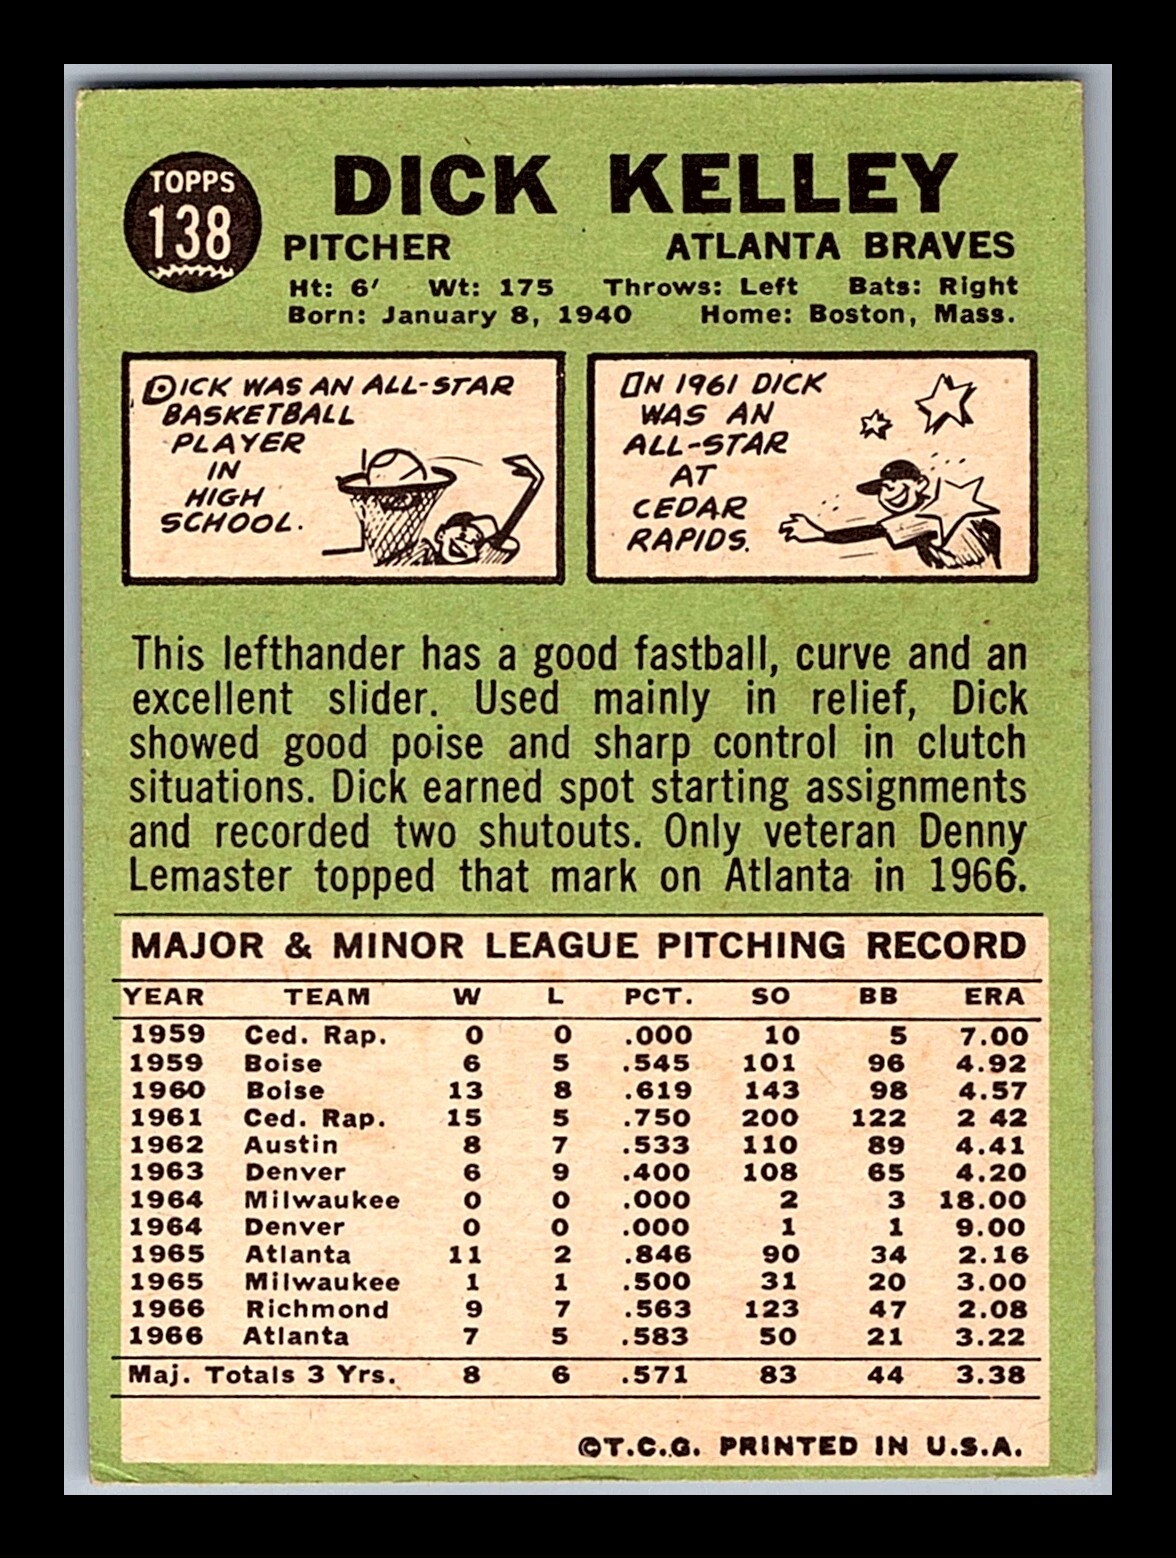 TOPPS
138
DICK KELLEY
PITCHER ATLANTA BRAVES
Ht: 6' Wt: 175 Throws: Left Bats: Right
Born: January 8, 1940 Home: Boston, Mass.
DICK WAS AN ALL-STAR
BASKETBALL
PLAYER
IN
HIGH
SCHOOL.
IN 1961 DICK
WAS AN
ALL-STAR
AT
CEDAR
RAPIDS.
This lefthander has a good fastball, curve and an
excellent slider. Used mainly in relief, Dick
showed good poise and sharp control in clutch
situations. Dick earned spot starting assignments
and recorded two shutouts. Only veteran Denny
Lemaster topped that mark on Atlanta in 1966.
MAJOR & MINOR LEAGUE PITCHING RECORD
YEAR TEAM W L PCT. SO BB ERA
1959 Ced. Rap. 0 0 .000 10 5 7.00
1959 Boise 6 5 .545 101 96 4.92
1960 Boise 13 8 .619 143 98 4.57
1961 Ced. Rap. 15 5 .750 200 122 2 42
1962 Austin 8 7 .533 110 89 4.41
1963 Denver 6 9 .400 108 65 4.20
1964 Milwaukee 0 0 .000 2 3 18.00
1964 Denver 0 0 .000 1 1 9.00
1965 Atlanta 11 2 .846 90 34 2.16
1965 Milwaukee 1 1 .500 31 20 3.00
1966 Richmond 9 7 .563 123 47 2.08
1966 Atlanta 7 5 .583 50 21 3.22
Maj. Totals 3 Yrs. 8 6 .571 83 44 3.38
©T.C.G. PRINTED IN U.S.A.